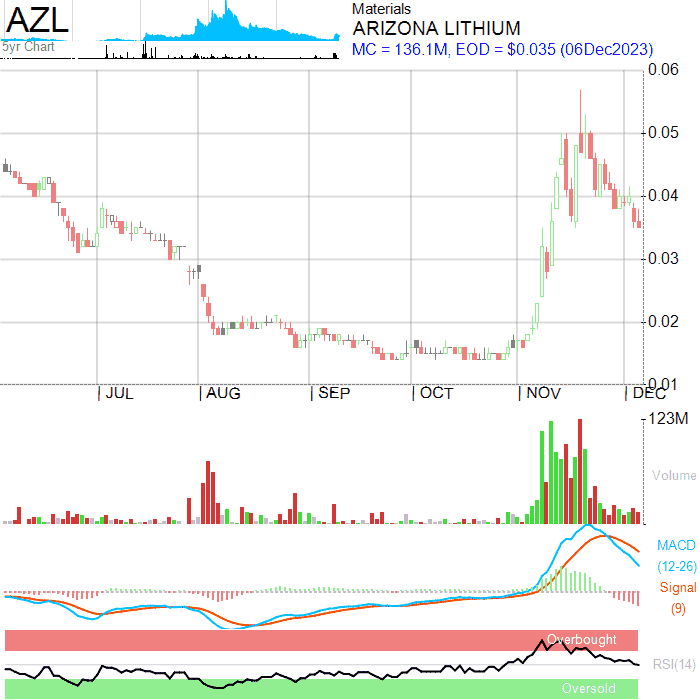 AZL
5yr Chart
Materials
ARIZONA LITHIUM
MC = 136.1M, EOD = $0.035 (06Dec2023)
0.06
0.05
0.04
0.03
0.02
0.01
JUL AUG SEP OCT NOV DEC
123M
Volume
MACD
(12-26)
Signal
(9)
Overbought
RSI(14)
Oversold